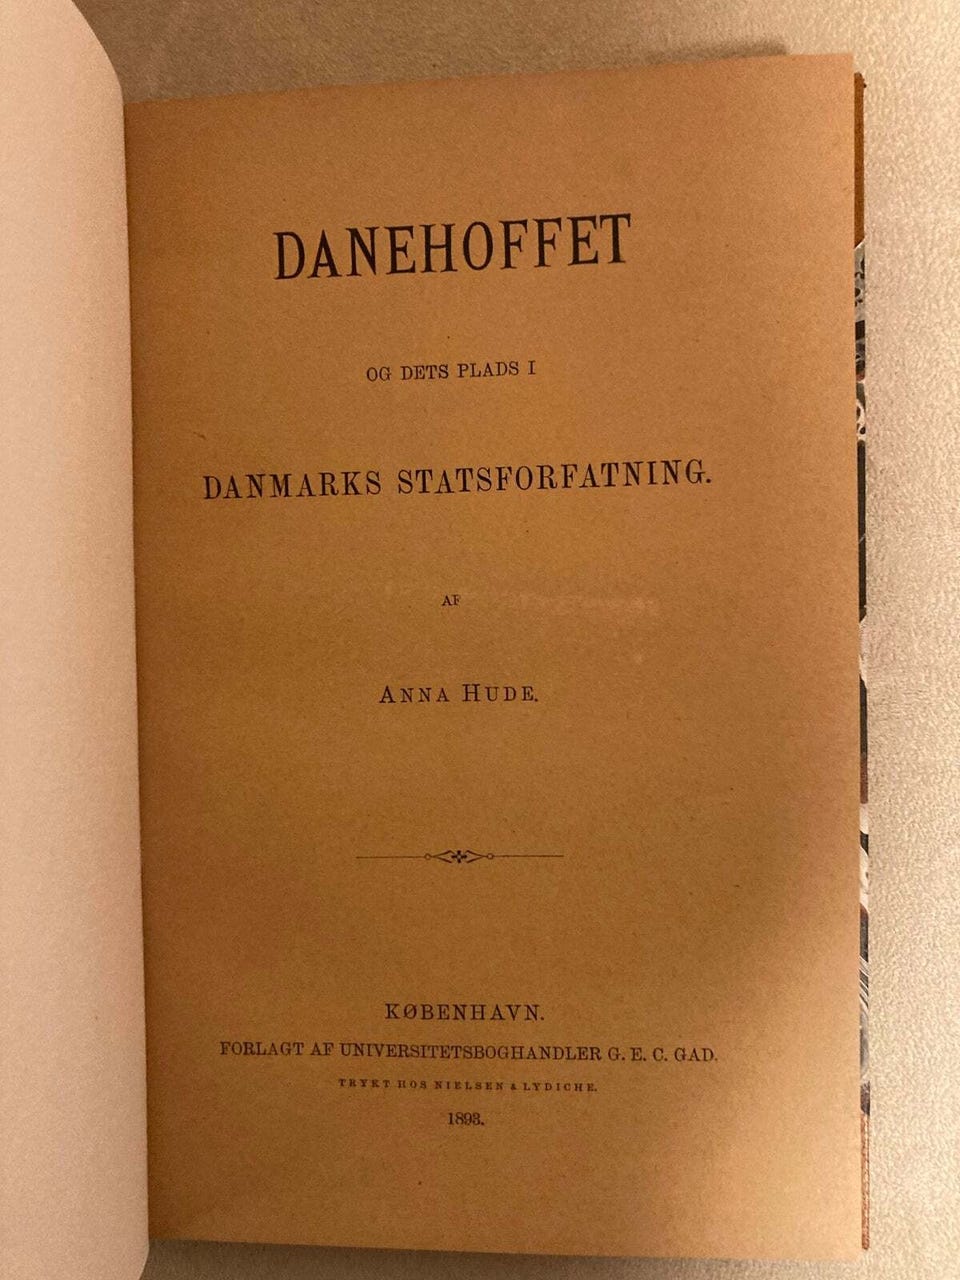 DANEHOFFET
OG DETS PLADS I
DANMARKS STATSFORFATNING.
AF
ANNA HUDE.
KØBENHAVN.
FORLAGT AF UNIVERSITETSBOGHANDLER G. E. C. GAD.
TRYKT HOS NIELSEN & LYDICHE.
1893.